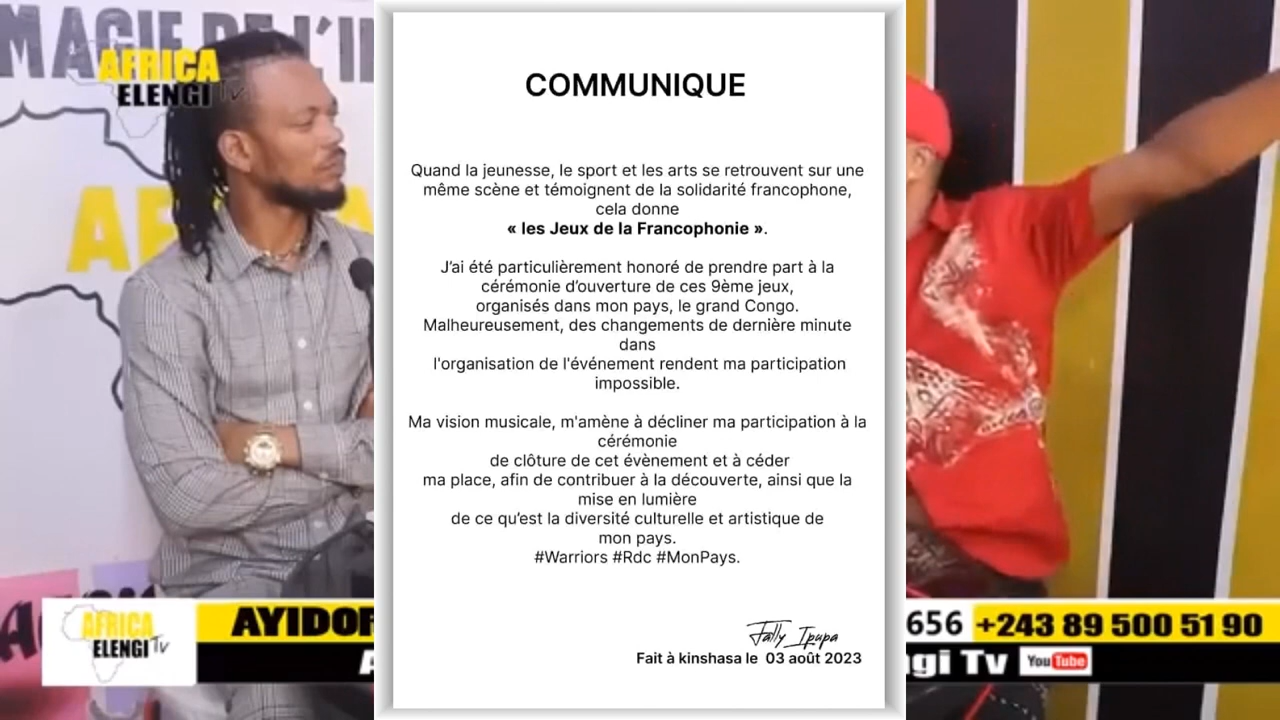 MAGIE DE L'I
AFRICA
ELENGI Tv
COMMUNIQUE
Quand la jeunesse, le sport et les arts se retrouvent sur une
même scène et témoignent de la solidarité francophone,
cela donne
« les Jeux de la Francophonie ».
J'ai été particulièrement honoré de prendre part à la
cérémonie d'ouverture de ces 9ème jeux,
organisés dans mon pays, le grand Congo.
Malheureusement, des changements de dernière minute
dans
l'organisation de l'événement rendent ma participation
impossible.
Ma vision musicale, m'amène à décliner ma participation à la
cérémonie
de clôture de cet évènement et à céder
ma place, afin de contribuer à la découverte, ainsi que la
mise en lumière
de ce qu'est la diversité culturelle et artistique de
mon pays.
#Warriors #Rdc #MonPays.
Fally Ipupa
Fait à kinshasa le 03 août 2023
AFRICA
ELENGI Tv
AYIDOR
656 +243 89 500 51 90
ngi Tv YouTube